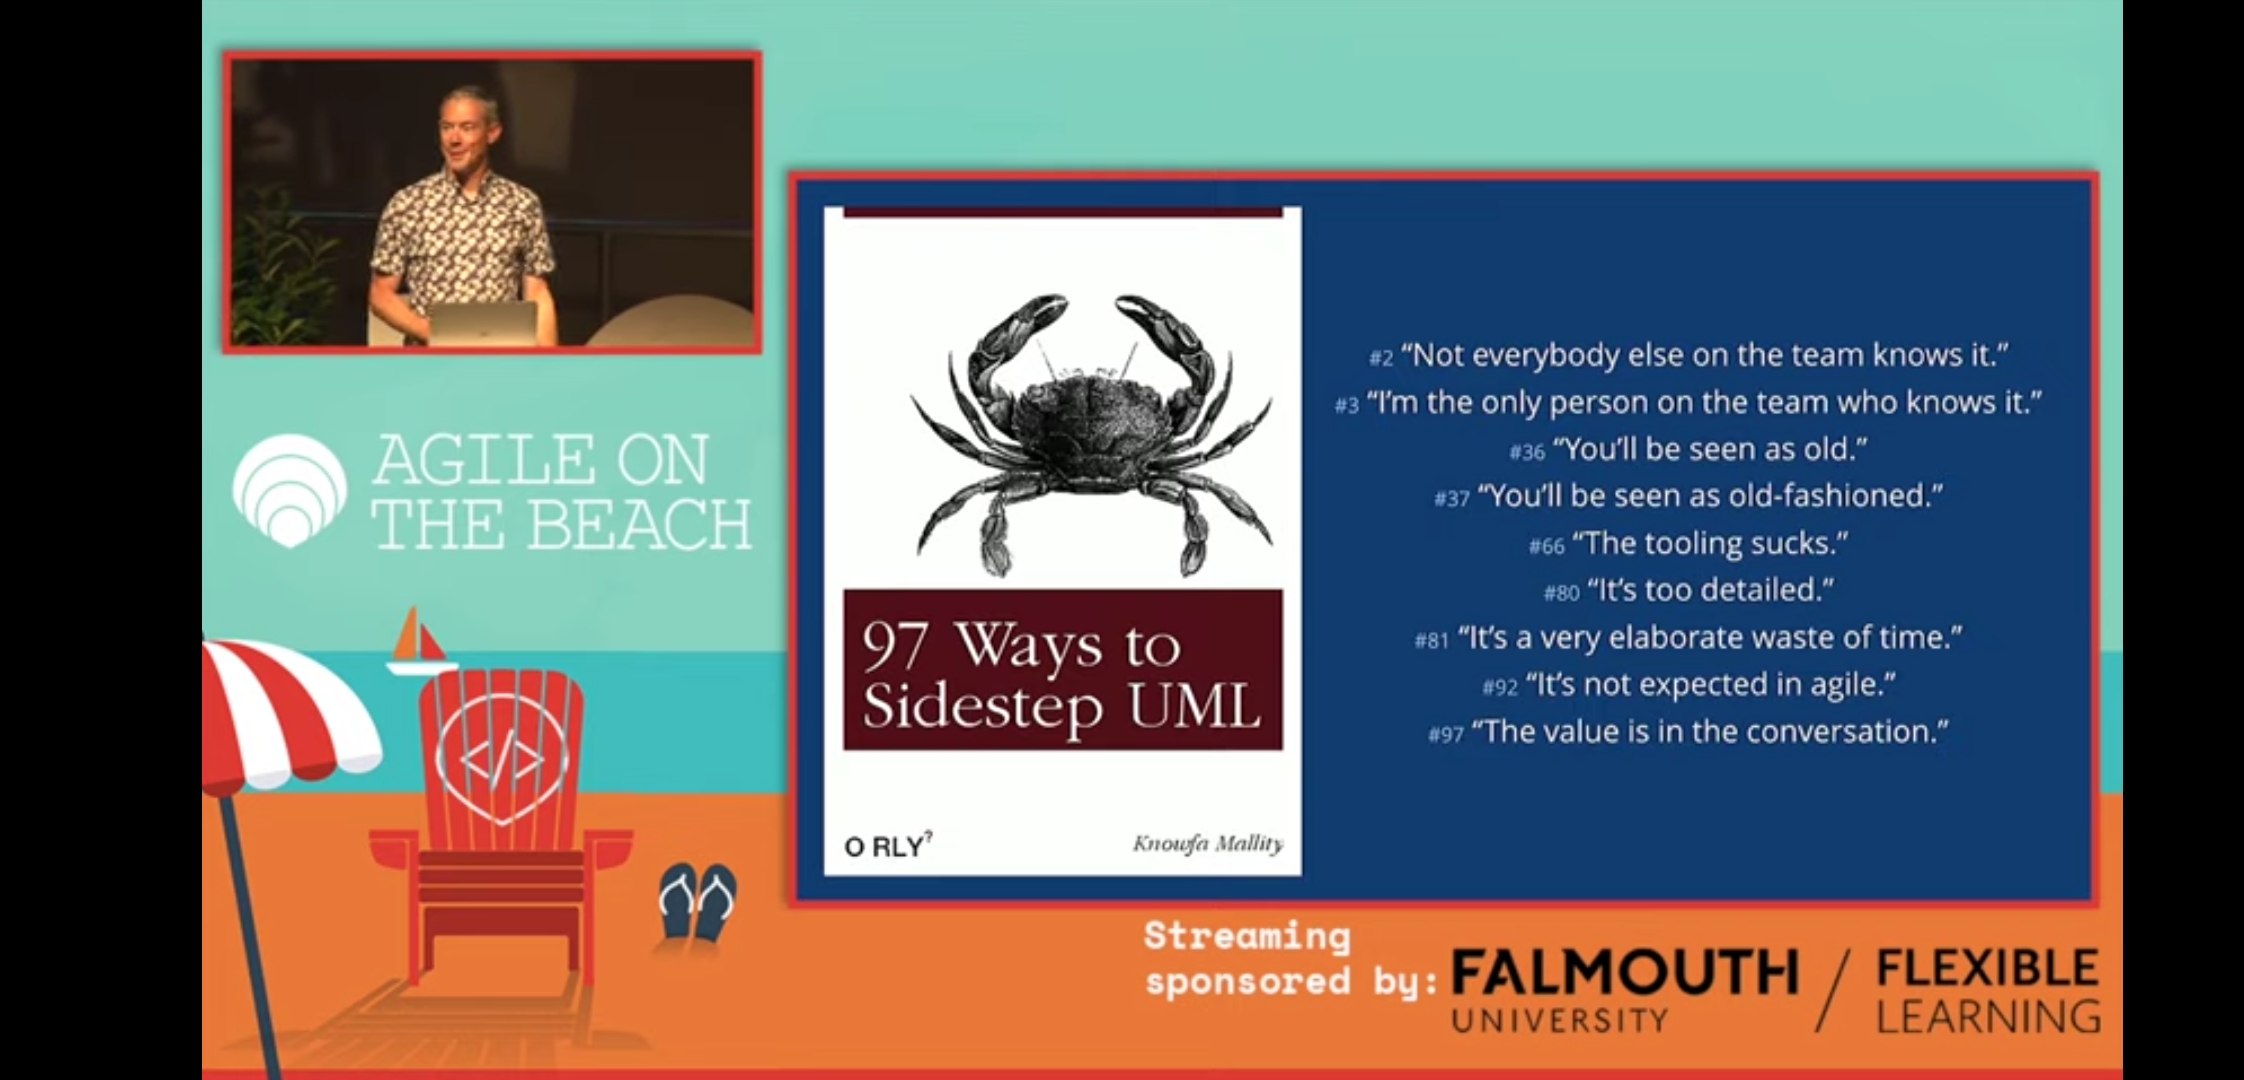 AGILE ON
THE BEACH
97 Ways to
Sidestep UML
O RLY?
Knowfa Mallity
#2 “Not everybody else on the team knows it.”
#3 “I’m the only person on the team who knows it.”
#36 “You’ll be seen as old.”
#37 “You’ll be seen as old-fashioned.”
#66 “The tooling sucks.”
#80 “It’s too detailed.”
#81 “It’s a very elaborate waste of time.”
#92 “It’s not expected in agile.”
#97 “The value is in the conversation.”
</>
Streaming
sponsored by:
FALMOUTH
UNIVERSITY
FLEXIBLE
LEARNING